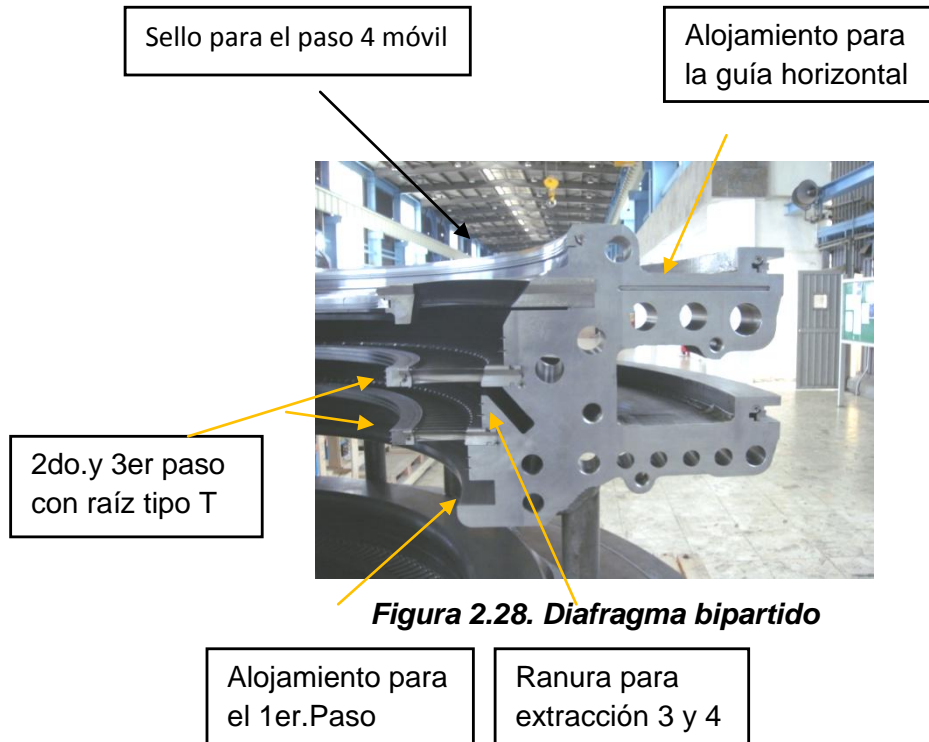 Sello para el paso 4 móvil
Alojamiento para
la guía horizontal
2do.y 3er paso
con raíz tipo T
Figura 2.28. Diafragma bipartido
Alojamiento para
el 1er.Paso
Ranura para
extracción 3 y 4